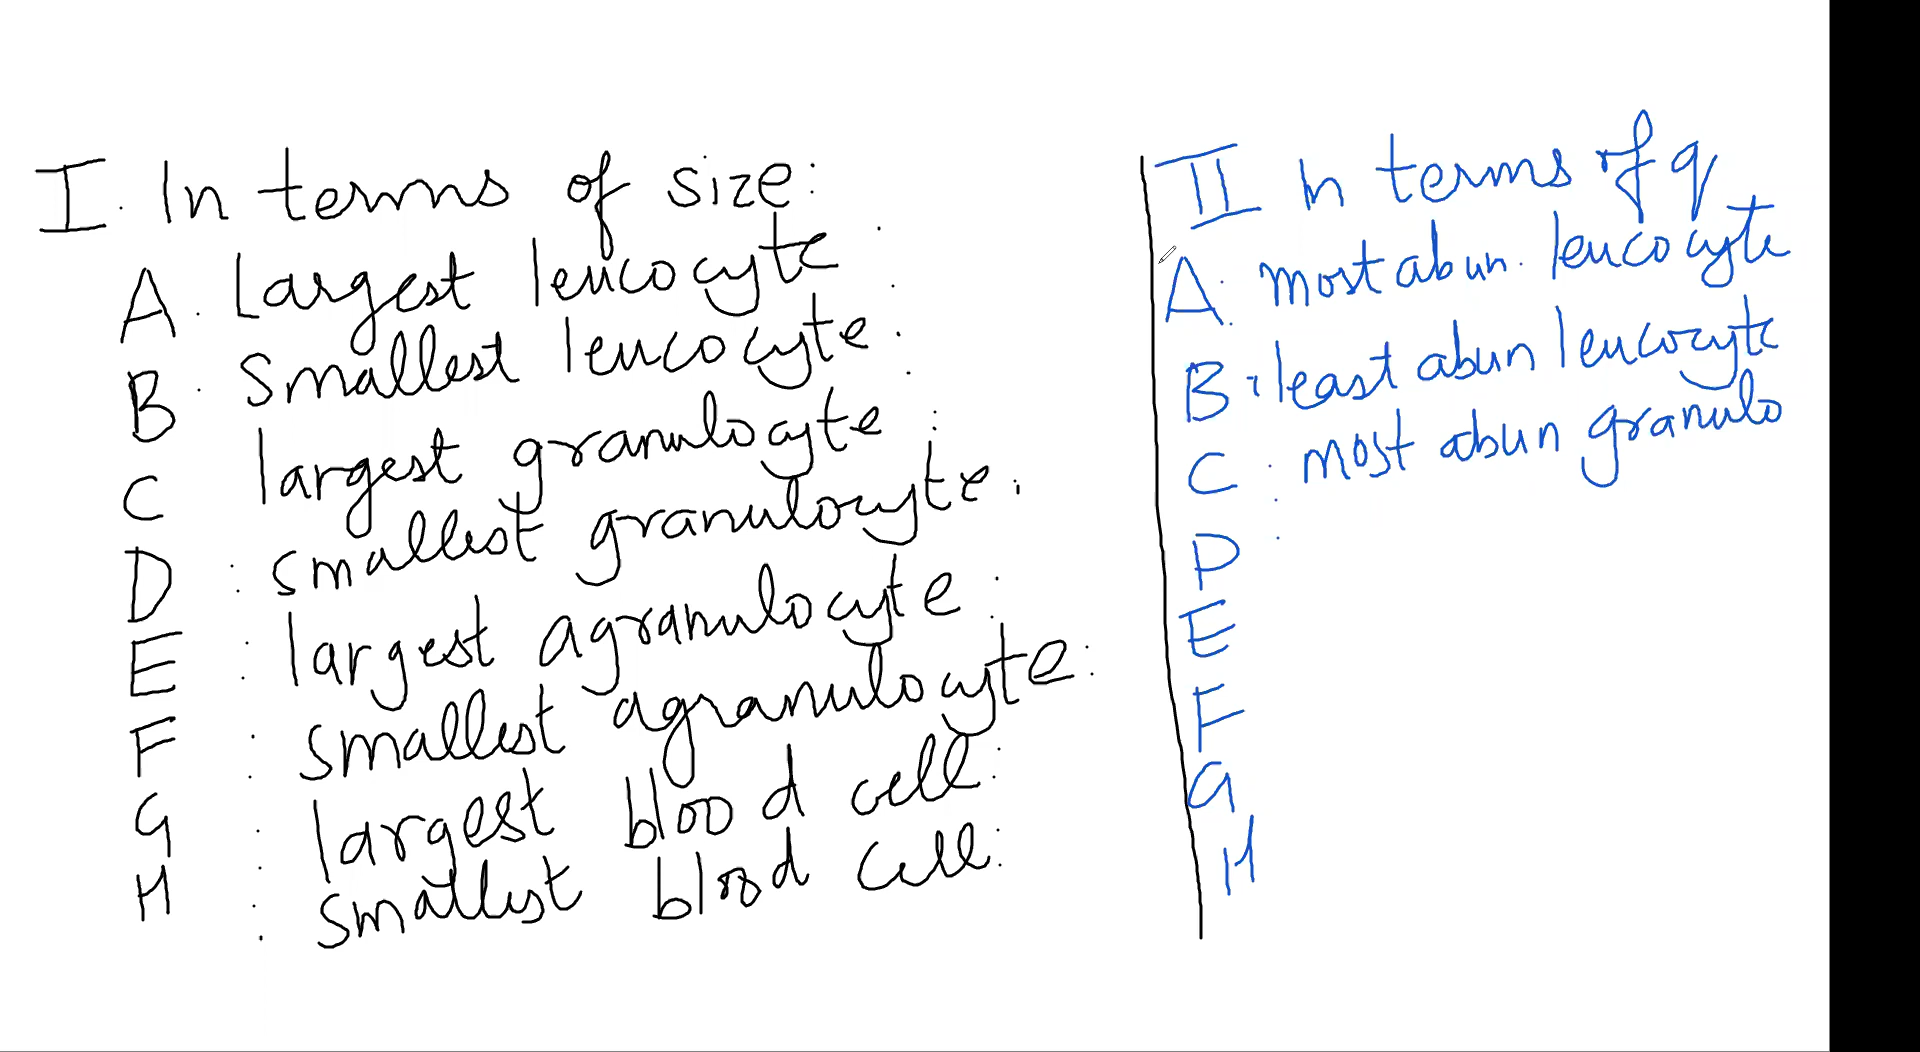 I. In terms of size:
A. Largest leucocyte
B. Smallest leucocyte.
C largest granulocyte :
D : smallest granulocyte.
E : largest agranulocyte :
F : smallest agranulocyte:
G : largest blood cell:
H : smallest blood cell:
II In terms of q
A. most abun. leucocyte
B : least abun leucocyte
C : most abun granulo
D :
E
F
G
H